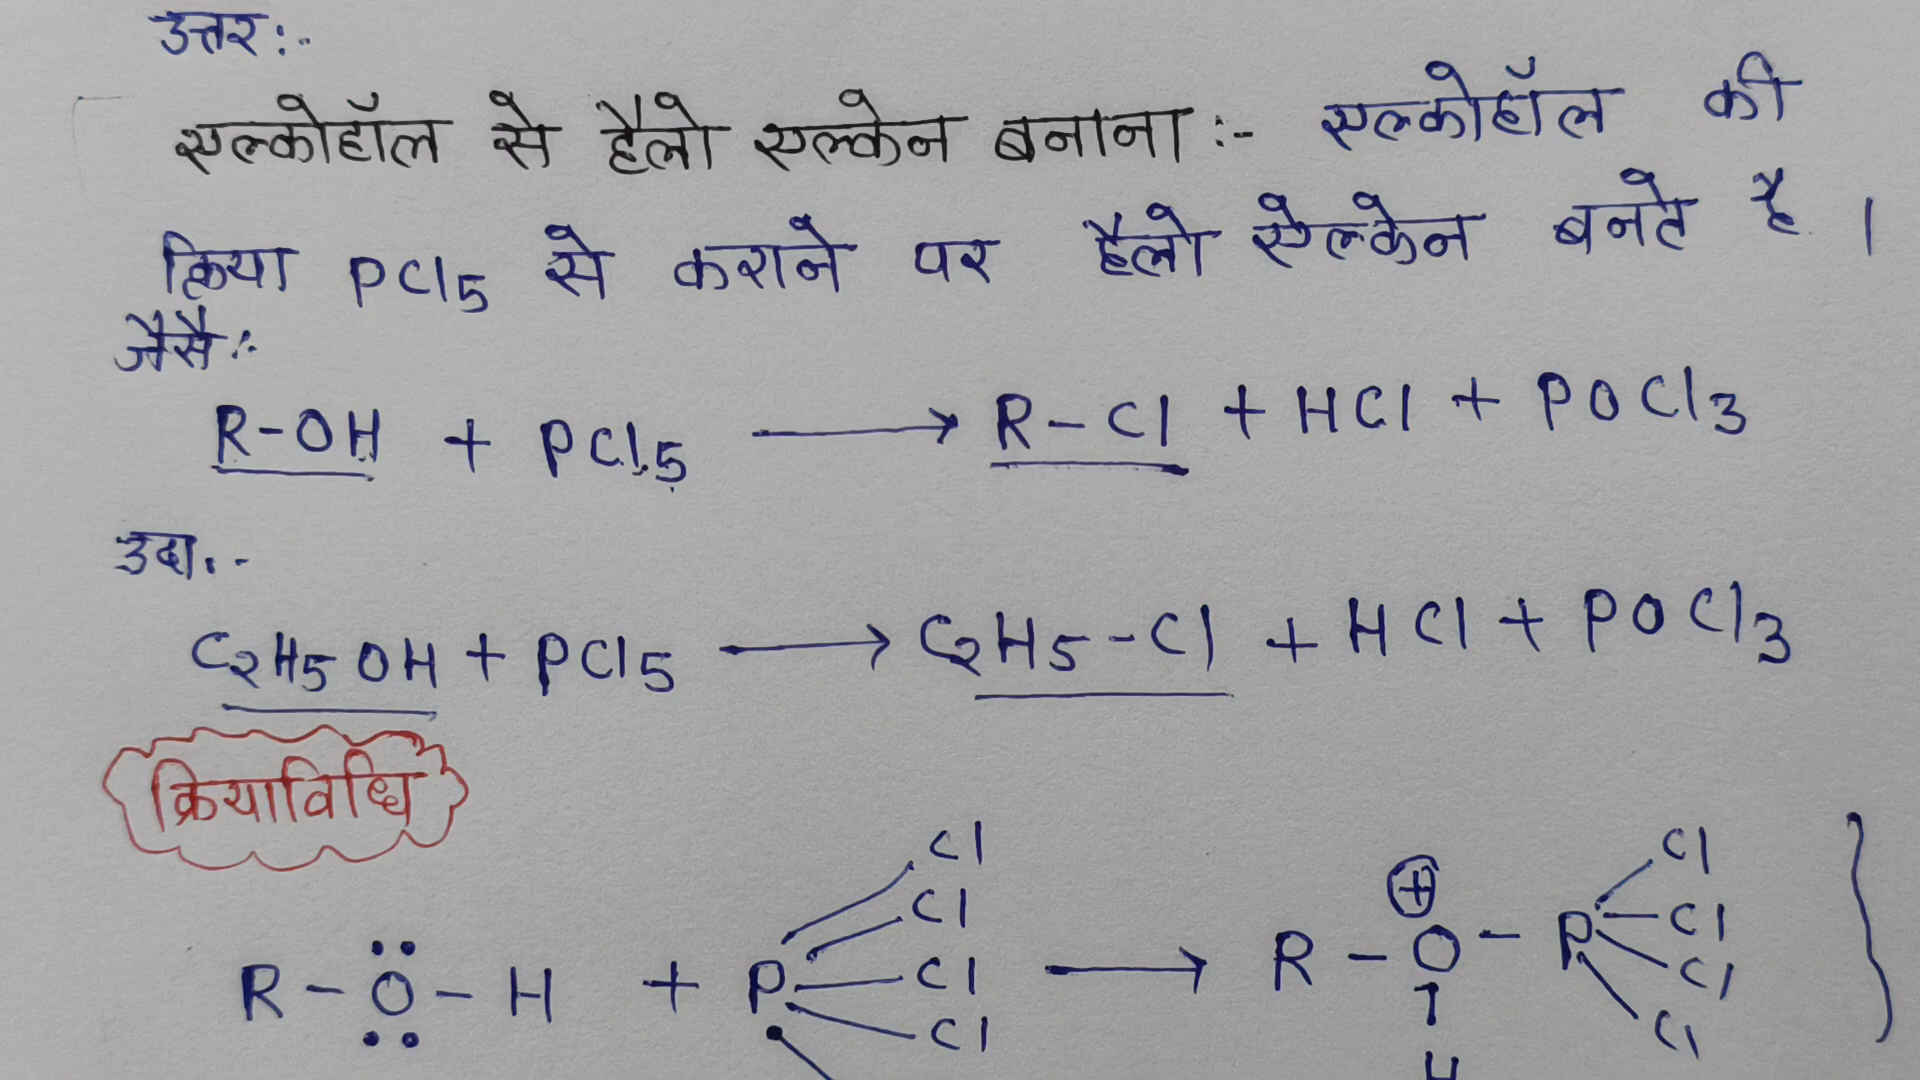 उत्तर:-
एल्कोहॉल से हैलो एल्केन बनाना:- एल्कोहॉल की
क्रिया PCl5 से कराने पर हैलो ऐल्केन बनते है।
जैसै:-
R-OH + PCl5 ⟶ R-Cl + HCl + POCl3
उदा.-
C2H5OH + PCl5 ⟶ C2H5-Cl + HCl + POCl3
क्रियाविधि
Cl
Cl
⊕
Cl
Cl
R-O-H + P Cl ⟶ R-O-P Cl
Cl
Cl
H